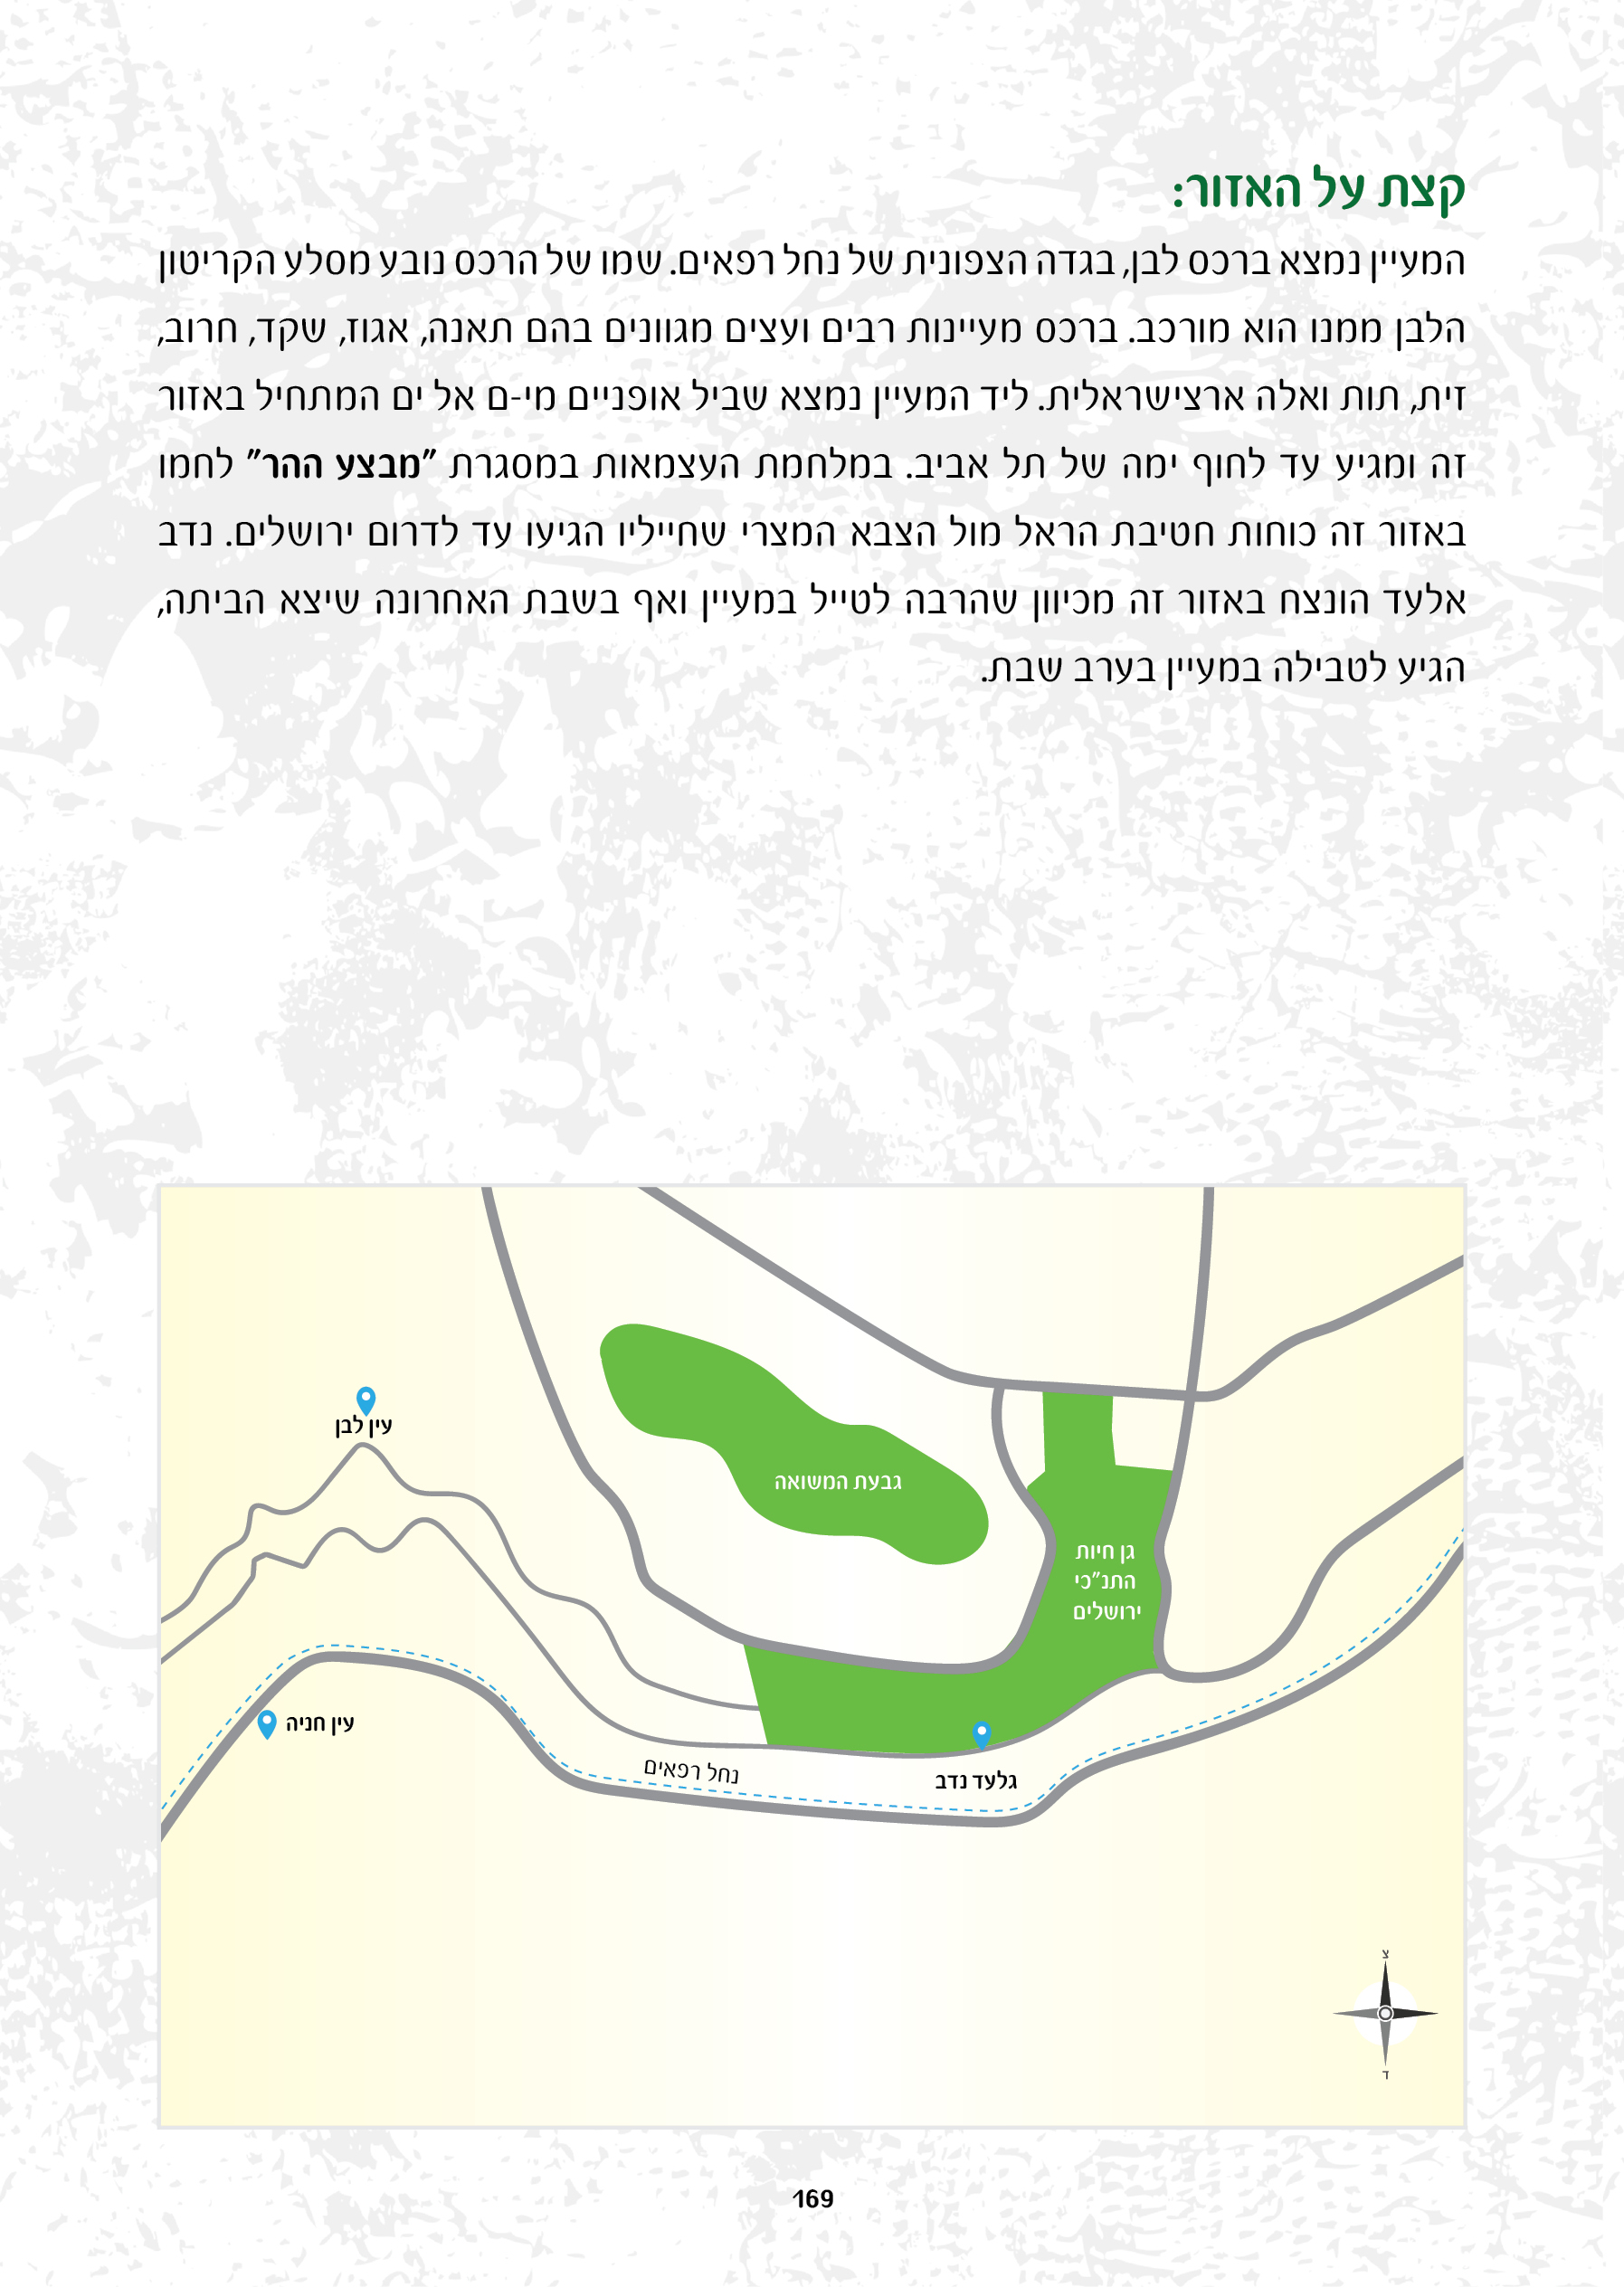 קצת על האזור:
המעיין נמצא ברכס לבן, בגדה הצפונית של נחל רפאים. שמו של הרכס נובע מסלע הקריטון
הלבן ממנו הוא מורכב. ברכס מעיינות רבים ועצים מגוונים בהם תאנה, אגוז, שקד, חרוב,
זית, תות ואלה ארצישראלית. ליד המעיין נמצא שביל אופניים מי-ם אל ים המתחיל באזור
זה ומגיע עד לחוף ימה של תל אביב. במלחמת העצמאות במסגרת "מבצע ההר" לחמו
באזור זה כוחות חטיבת הראל מול הצבא המצרי שחייליו הגיעו עד לדרום ירושלים. נדב
אלעד הונצח באזור זה מכיוון שהרבה לטייל במעיין ואף בשבת האחרונה שיצא הביתה,
הגיע לטבילה במעיין בערב שבת.
עין לבן
גבעת המשואה
גן חיות
התנ"כי
ירושלים
עין חניה
נחל רפאים
גלעד נדב
צ
ד
169